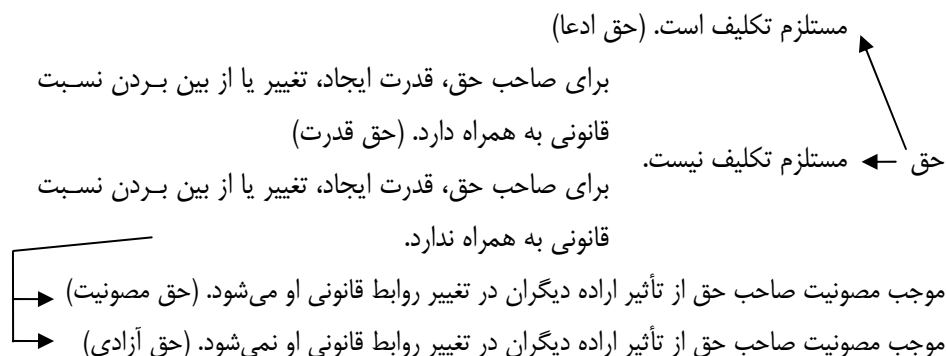 مستلزم تکلیف است. (حق ادعا)
برای صاحب حق، قدرت ایجاد، تغییر یا از بین بـردن نسـبت
قانونی به همراه دارد. (حق قدرت)
حق مستلزم تکلیف نیست.
برای صاحب حق، قدرت ایجاد، تغییر یا از بین بـردن نسـبت
قانونی به همراه ندارد.
موجب مصونیت صاحب حق از تأثیر اراده دیگران در تغییر روابط قانونی او می‌شود. (حق مصونیت)
موجب مصونیت صاحب حق از تأثیر اراده دیگران در تغییر روابط قانونی او نمی‌شود. (حق آزادی)